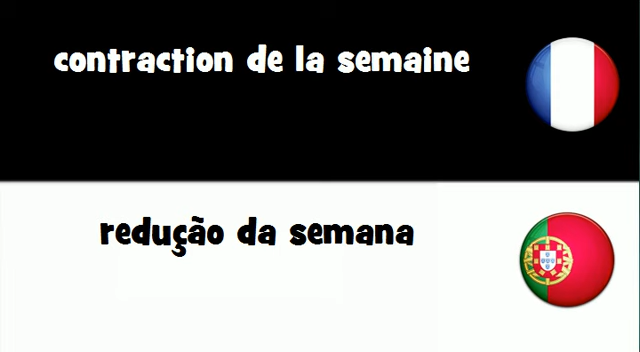 contraction de la semaine
redução da semana